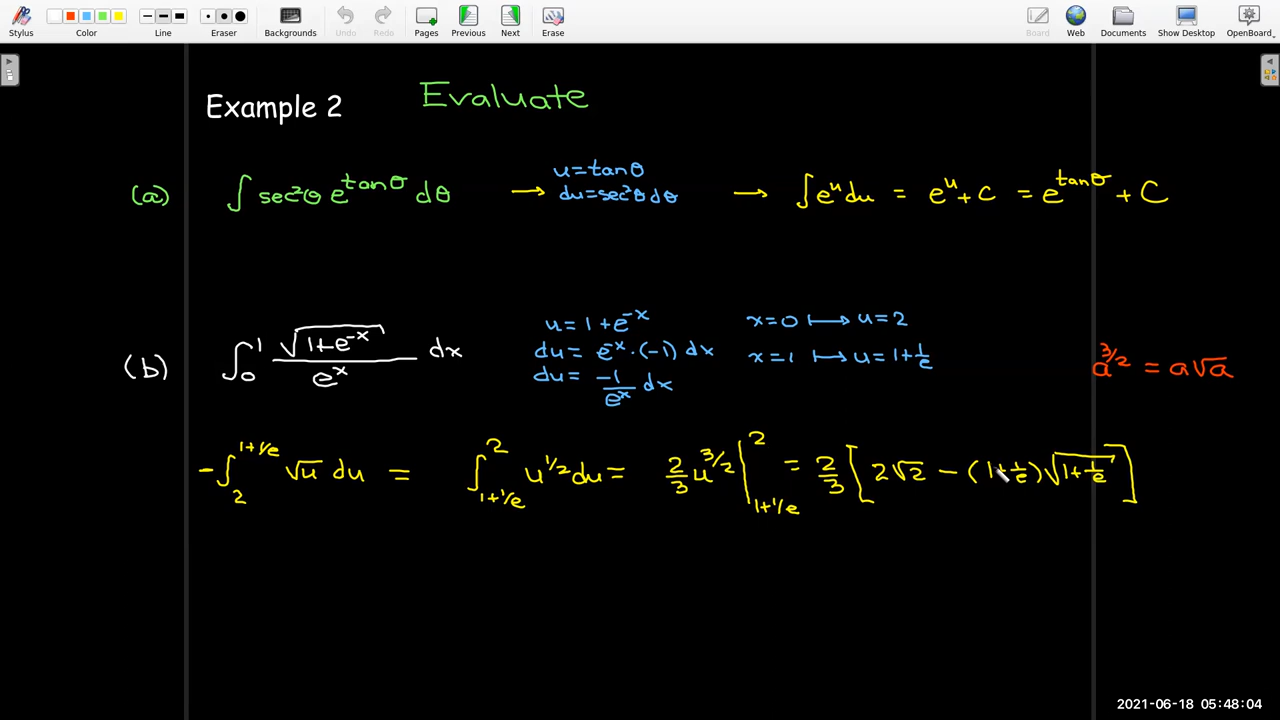 Stylus Color Line Eraser Backgrounds Undo Redo Pages Previous Next Erase Board Web Documents Show Desktop OpenBoard
Example 2 Evaluate
(a) ∫ sec²θ e^{tanθ} dθ → u = tanθ
du = sec²θ dθ → ∫ e^u du = e^u + C = e^{tanθ} + C
(b) ∫₀¹ √(1+e^{-x}) / e^x dx
u = 1 + e^{-x}
du = e^{-x} · (-1) dx
du = -1/e^x dx
x = 0 ↦ u = 2
x = 1 ↦ u = 1 + 1/e
a^{3/2} = a√a
-∫₂^{1+1/e} √u du = ∫_{1+1/e}^{2} u^{1/2} du = 2/3 u^{3/2} |_{1+1/e}^{2} = 2/3 [2√2 - (1+1/e)√(1+1/e)]
2021-06-18 05:48:04